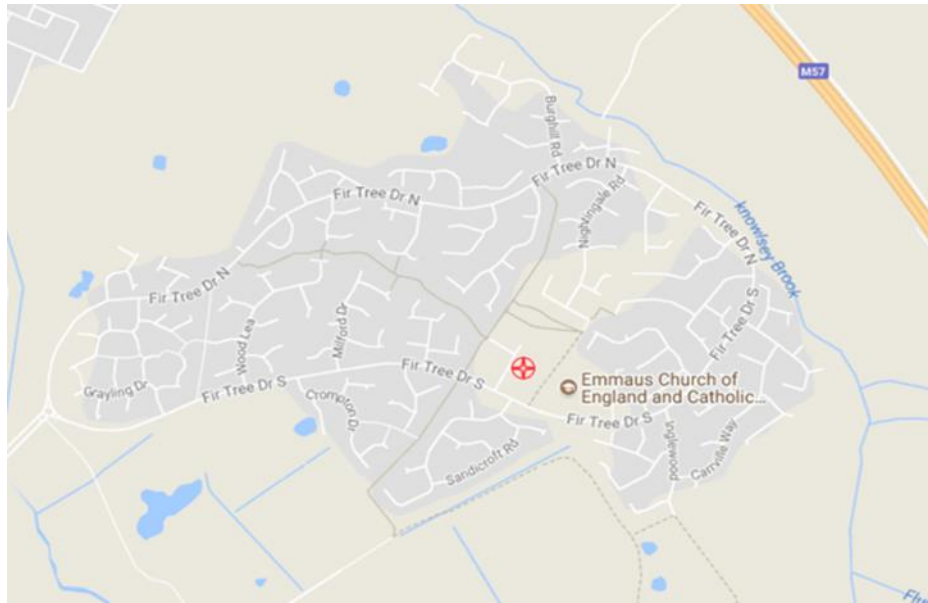 M57
Burghill Rd
Fir Tree Dr N
Fir Tree Dr N
Nightingale Rd
Fir Tree Dr N
knowlsey Brook
Fir Tree Dr N
Fir Tree Dr S
Wood Lea
Milford Dr
Grayling Dr
Fir Tree Dr S
Crompton Dr
Fir Tree Dr S
Emmaus Church of
England and Catholic...
Fir Tree Dr S
Inglewood
Carrville Way
Sandicroft Rd